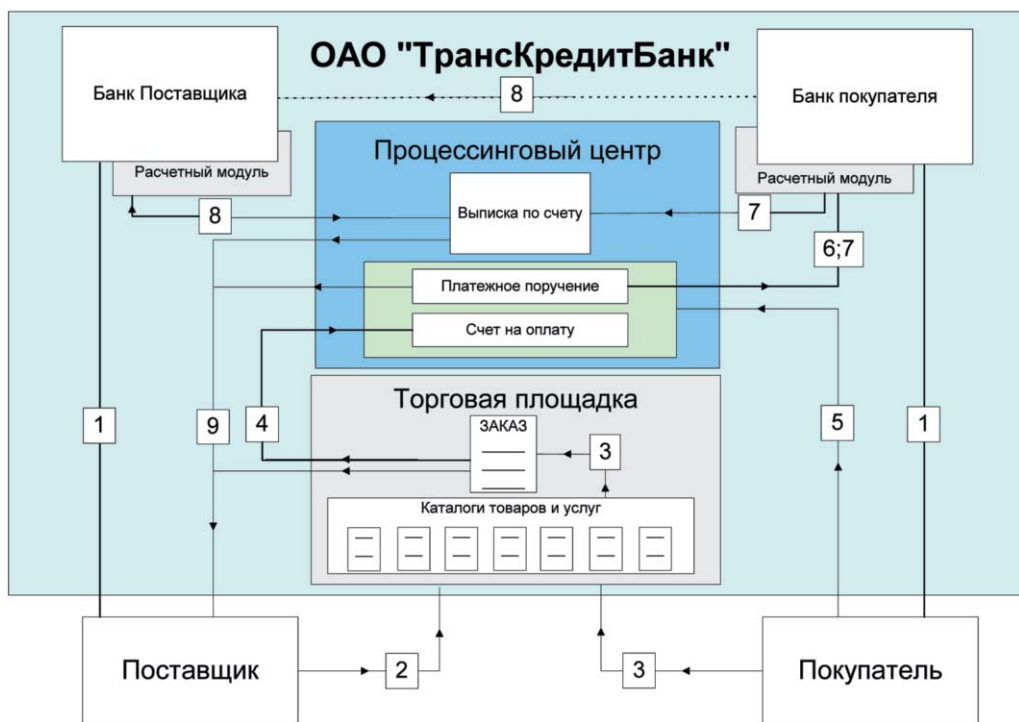 ОАО "ТрансКредитБанк"
Банк Поставщика
8
Банк покупателя
Процессинговый центр
Расчетный модуль
Расчетный модуль
8
Выписка по счету
7
6;7
Платежное поручение
Счет на оплату
Торговая площадка
1
9
4
ЗАКАЗ
3
5
1
Каталоги товаров и услуг
Поставщик
2
3
Покупатель